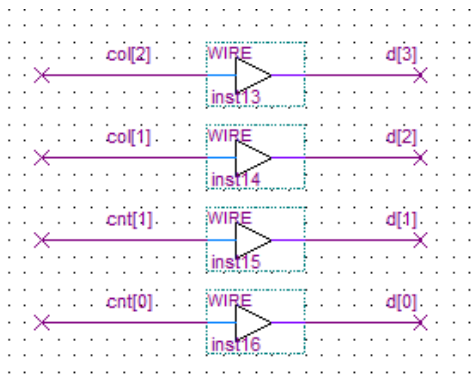 col[2] WIRE d[3]
inst13
col[1] WIRE d[2]
inst14
cnt[1] WIRE d[1]
inst15
cnt[0] WIRE d[0]
inst16